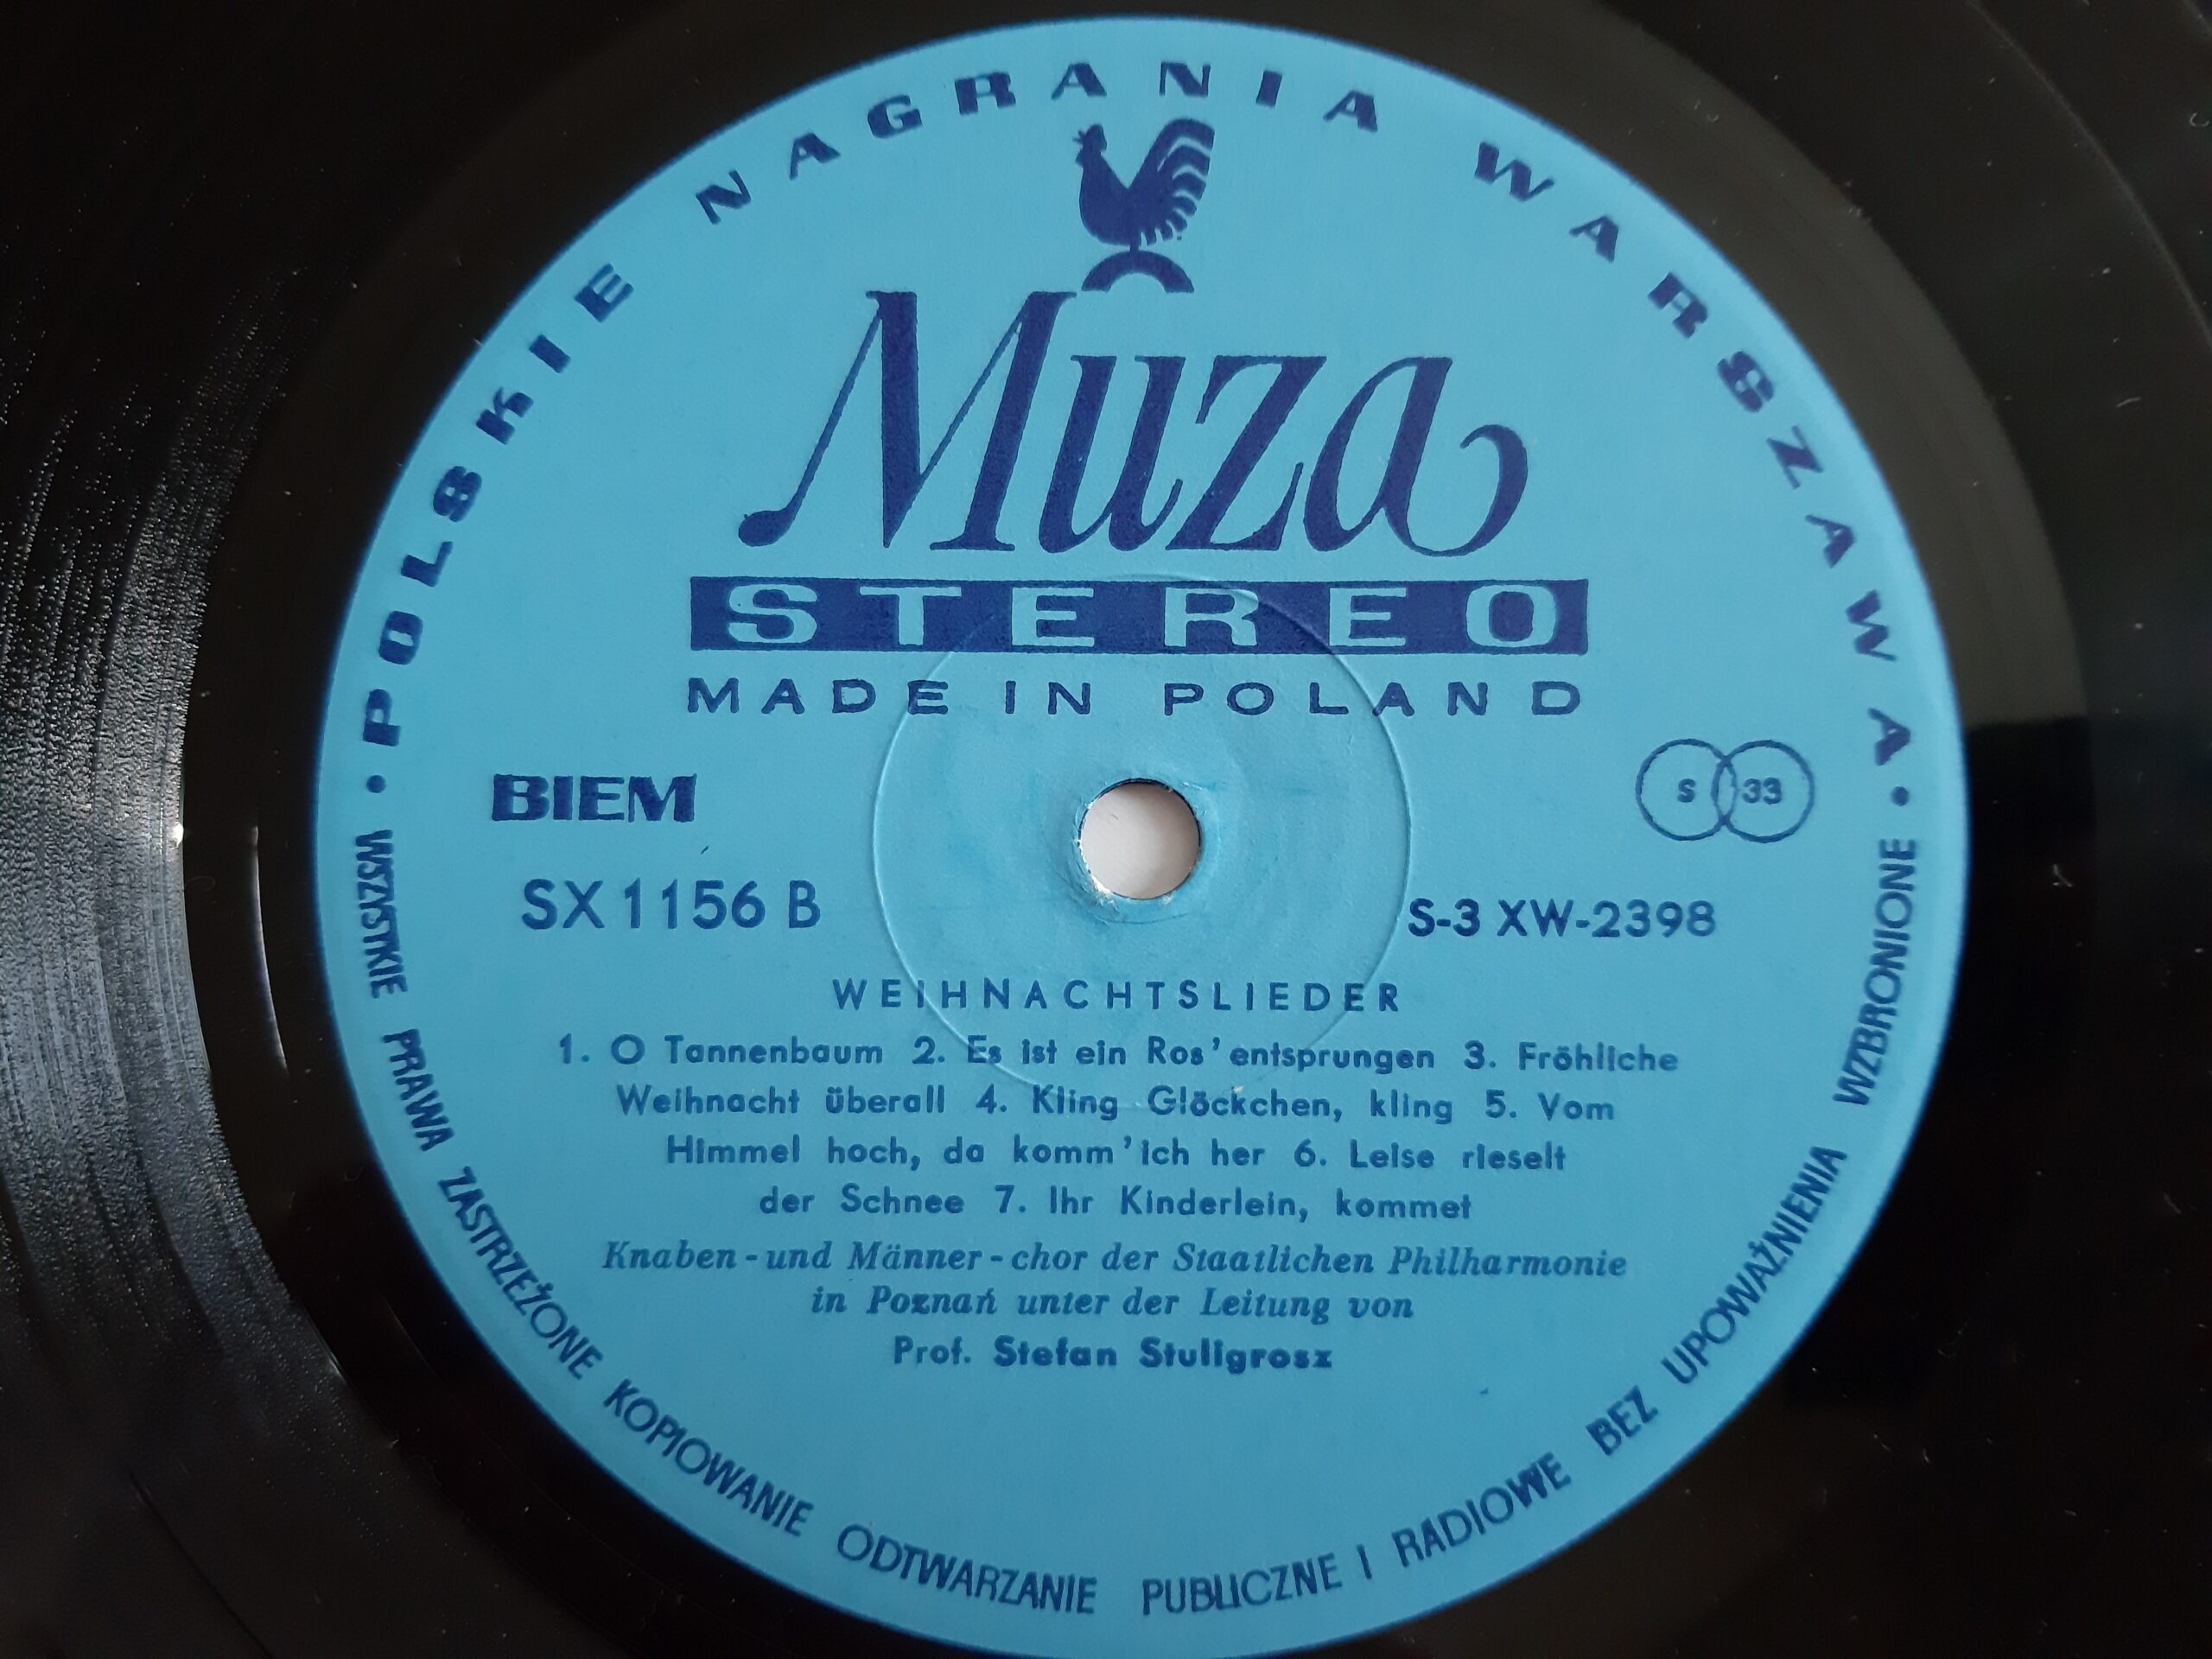 • POLSKIE NAGRANIA WARSZAWA •
Muza
STEREO
MADE IN POLAND
BIEM
S 33
SX 1156 B
S-3 XW-2398
WEIHNACHTSLIEDER
1. O Tannenbaum 2. Es ist ein Ros' entsprungen 3. Fröhliche
Weihnacht überall 4. Kling Glöckchen, kling 5. Vom
Himmel hoch, da komm' ich her 6. Leise rieselt
der Schnee 7. Ihr Kinderlein, kommet
Knaben-und Männer-chor der Staatlichen Philharmonie
in Poznań unter der Leitung von
Prof. Stefan Stuligrosz
WSZYSTKIE PRAWA ZASTRZEŻONE KOPIOWANIE ODTWARZANIE PUBLICZNE I RADIOWE BEZ UPOWAŻNIENIA WZBRONIONE